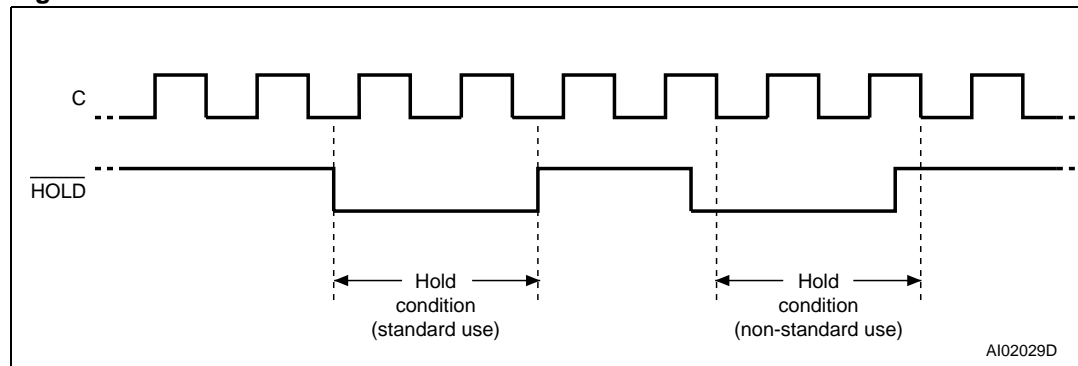 C
HOLD
Hold
condition
(standard use)
Hold
condition
(non-standard use)
AI02029D